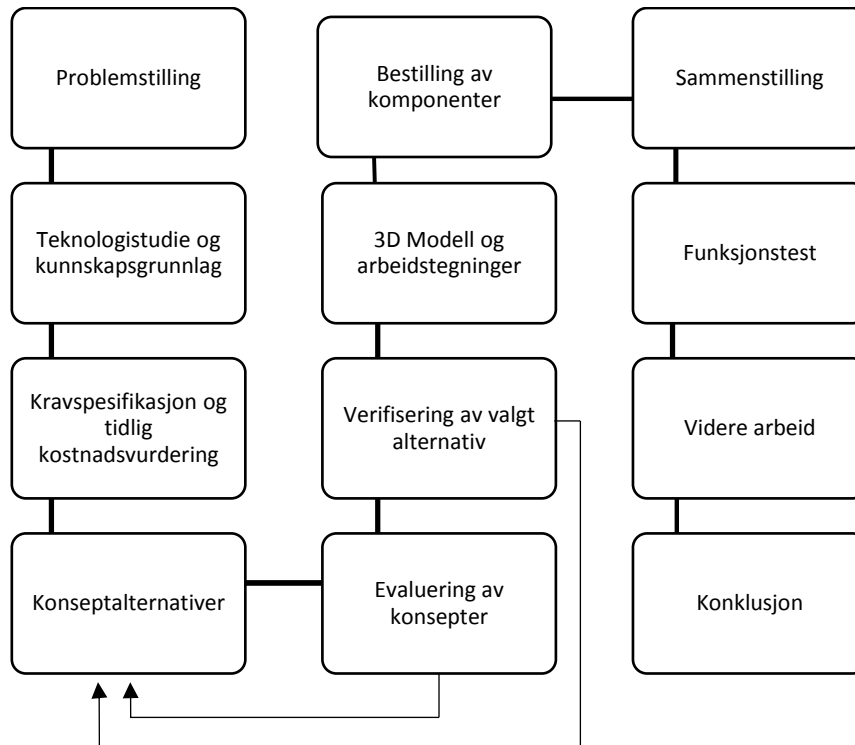 Problemstilling
Teknologistudie og
kunnskapsgrunnlag
Kravspesifikasjon og
tidlig
kostnadsvurdering
Konseptalternativer
Evaluering av
konsepter
Verifisering av valgt
alternativ
3D Modell og
arbeidstegninger
Bestilling av
komponenter
Sammenstilling
Funksjonstest
Videre arbeid
Konklusjon